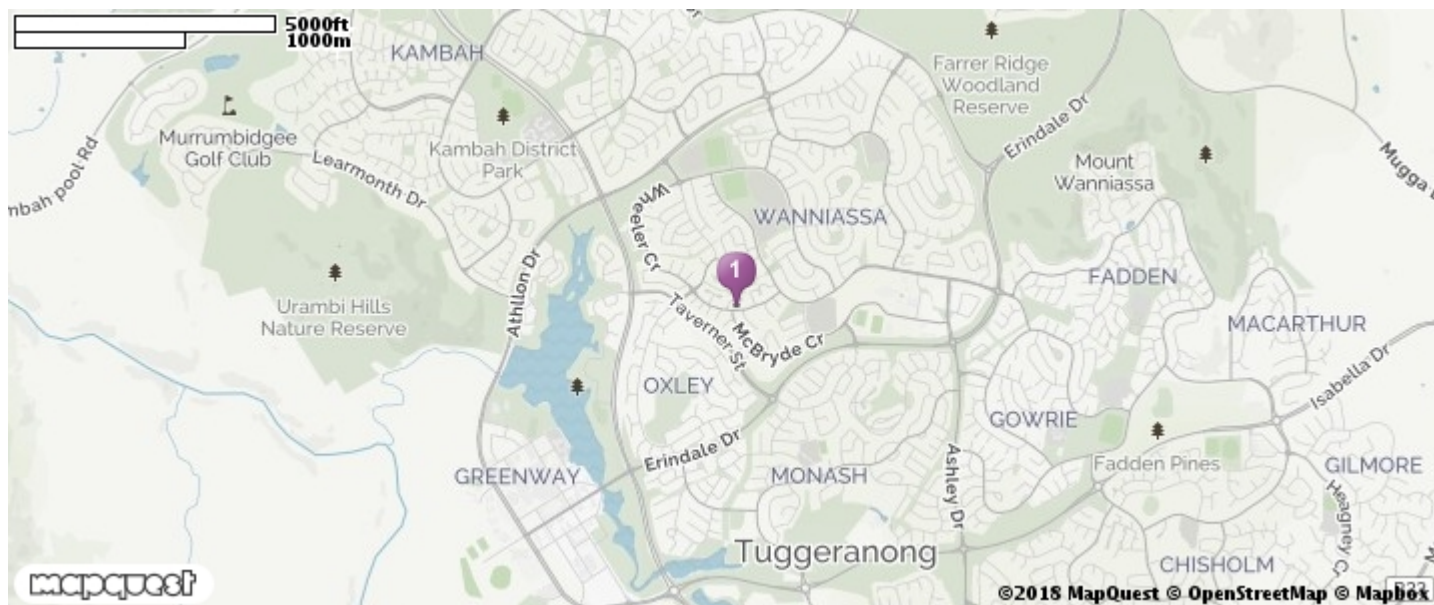 5000ft
1000m
KAMBAH
Farrer Ridge
Woodland
Reserve
Erindale Dr
Murrumbidgee
Golf Club
Kambah District
Park
Mount
Wanniassa
Mugga
mbah pool Rd
Learmonth Dr
Wheeler Cr
WANNIASSA
1
Athllon Dr
FADDEN
Urambi Hills
Nature Reserve
Taverner St
McBryde Cr
MACARTHUR
Isabella Dr
OXLEY
GOWRIE
Erindale Dr
Ashley Dr
GREENWAY
MONASH
Fadden Pines
GILMORE
Heagney Cr
Tuggeranong
CHISHOLM
mapquest
©2018 MapQuest © OpenStreetMap © Mapbox